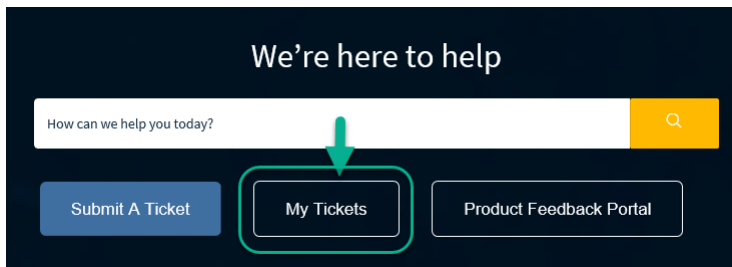 We’re here to help
How can we help you today?
Submit A Ticket
My Tickets
Product Feedback Portal